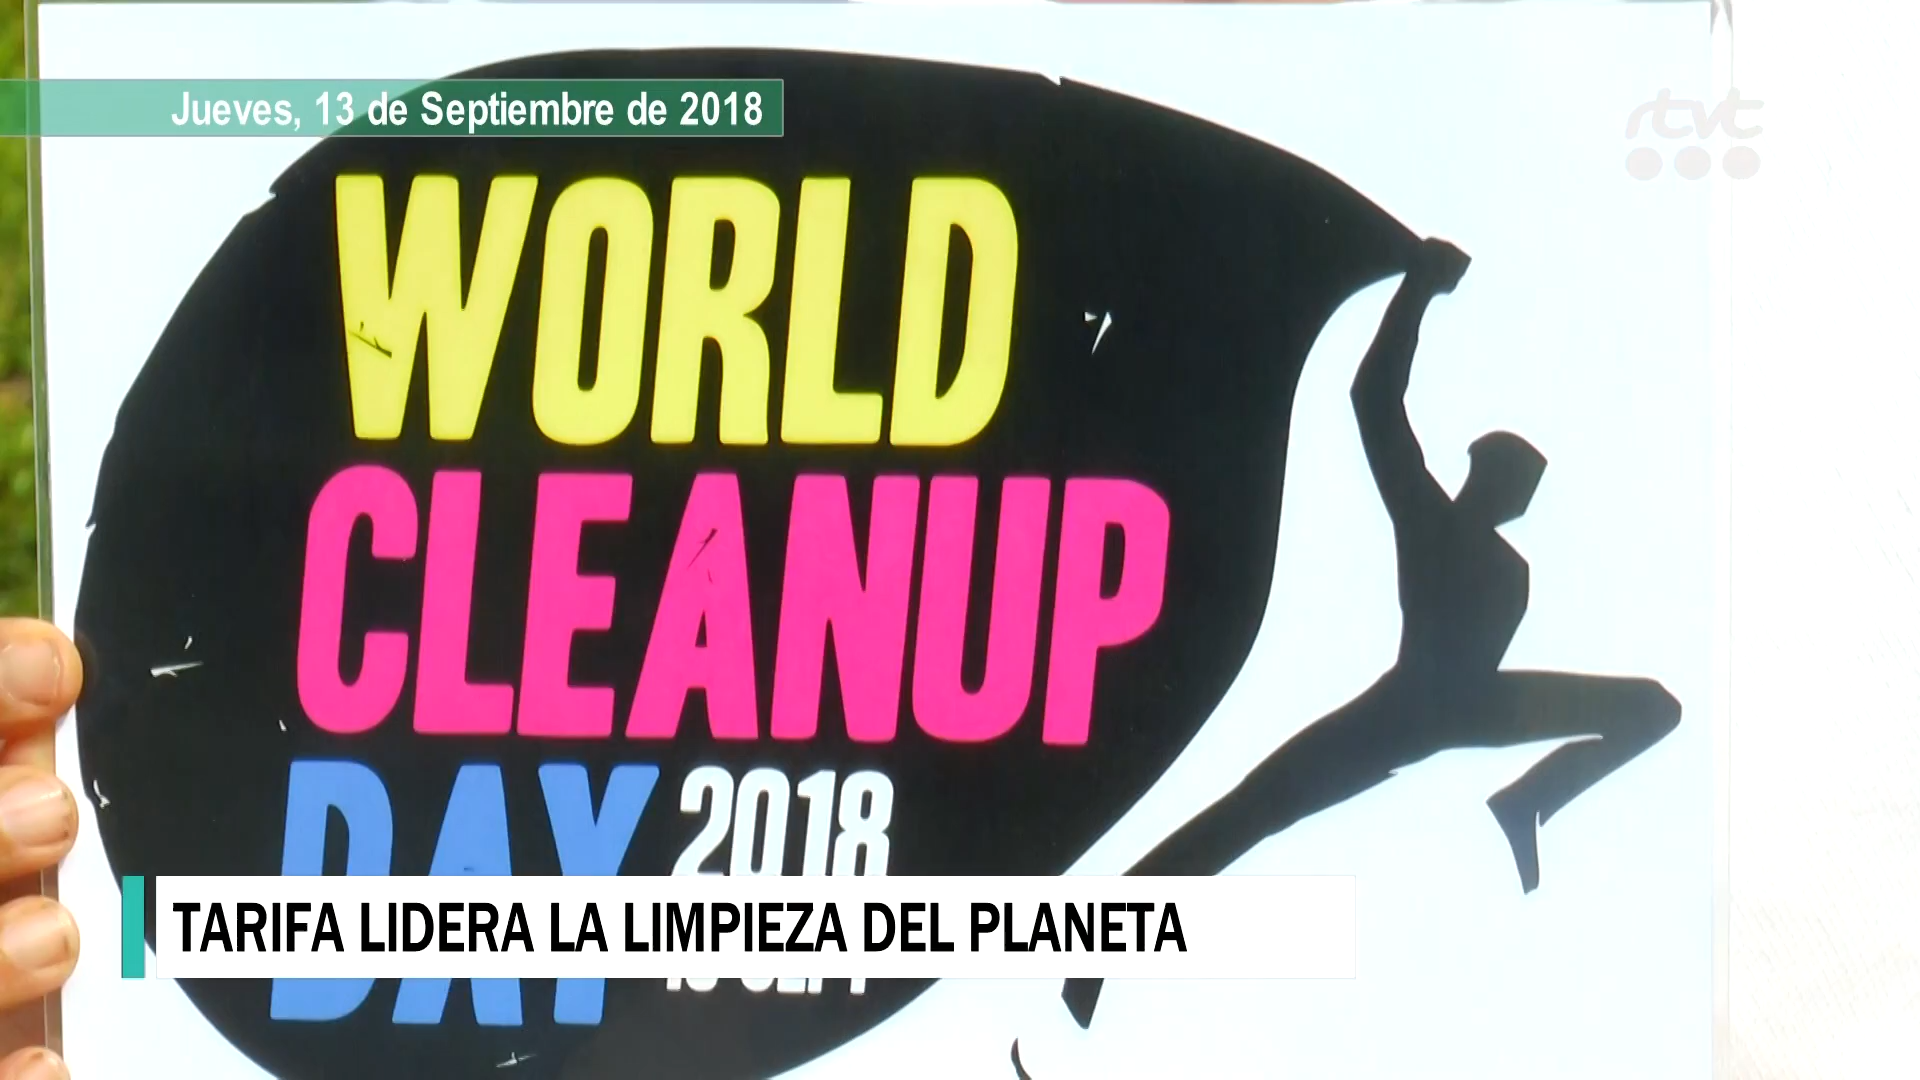 Jueves, 13 de Septiembre de 2018
rtvt
WORLD
CLEANUP
DAY 2018
TARIFA LIDERA LA LIMPIEZA DEL PLANETA